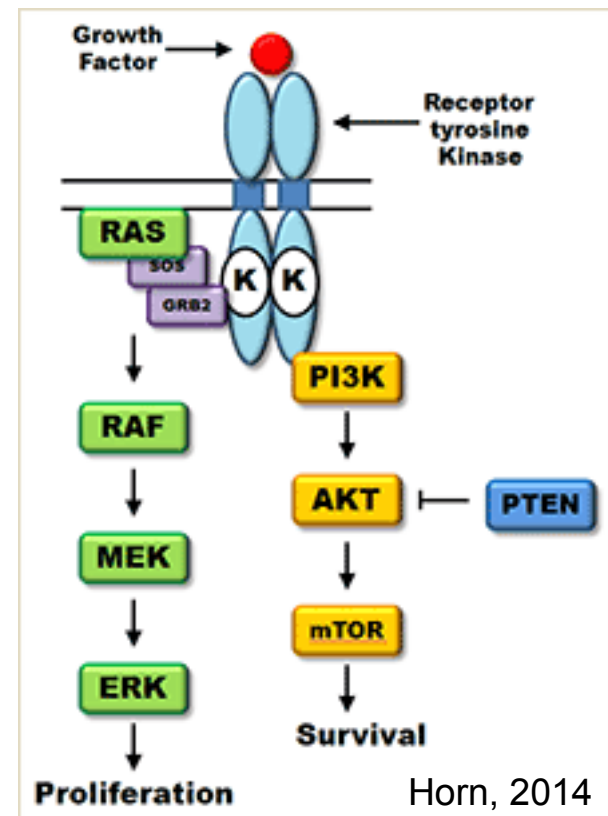 Growth
Factor
Receptor
tyrosine
Kinase
RAS
SOS
GRB2
K K
PI3K
RAF
AKT
PTEN
MEK
mTOR
ERK
Survival
Proliferation
Horn, 2014